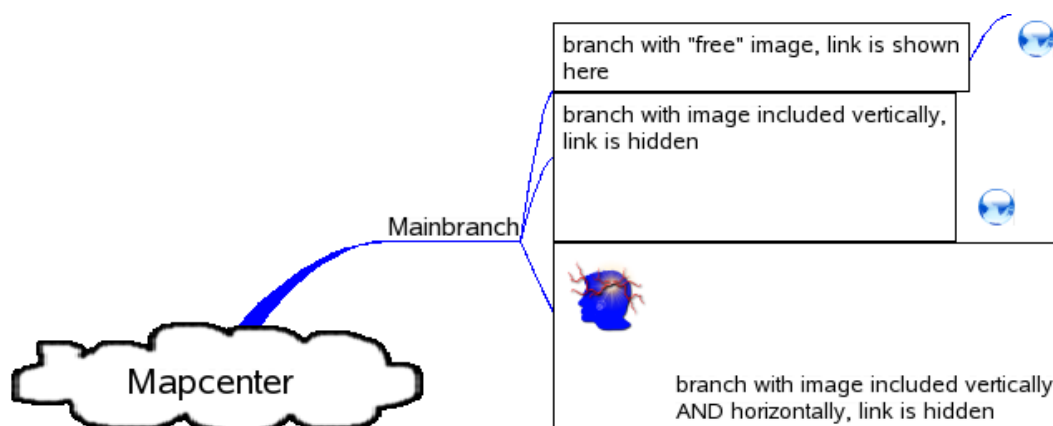 branch with "free" image, link is shown
here
branch with image included vertically,
link is hidden
Mainbranch
Mapcenter
branch with image included vertically
AND horizontally, link is hidden